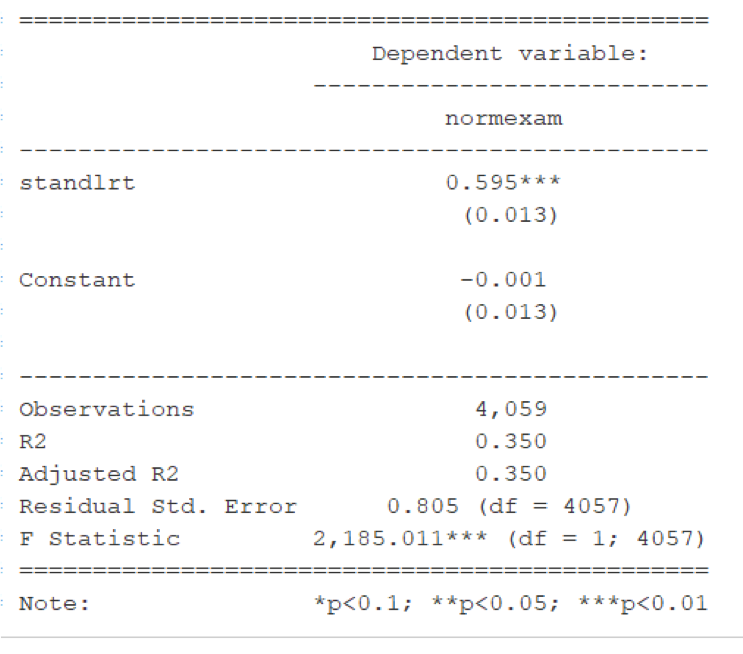 ===============================================
Dependent variable:
---------------------------
normexam
-----------------------------------------------
standlrt 0.595***
(0.013)
Constant -0.001
(0.013)
-----------------------------------------------
Observations 4,059
R2 0.350
Adjusted R2 0.350
Residual Std. Error 0.805 (df = 4057)
F Statistic 2,185.011*** (df = 1; 4057)
===============================================
Note: *p<0.1; **p<0.05; ***p<0.01